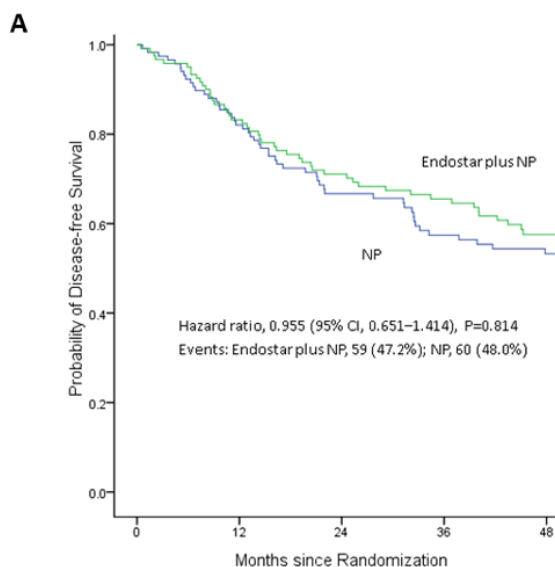 A
1.0
0.8
0.6
0.4
0.2
0.0
Probability of Disease-free Survival
Endostar plus NP
NP
Hazard ratio, 0.955 (95% CI, 0.651–1.414), P=0.814
Events: Endostar plus NP, 59 (47.2%); NP, 60 (48.0%)
0
12
24
36
48
Months since Randomization